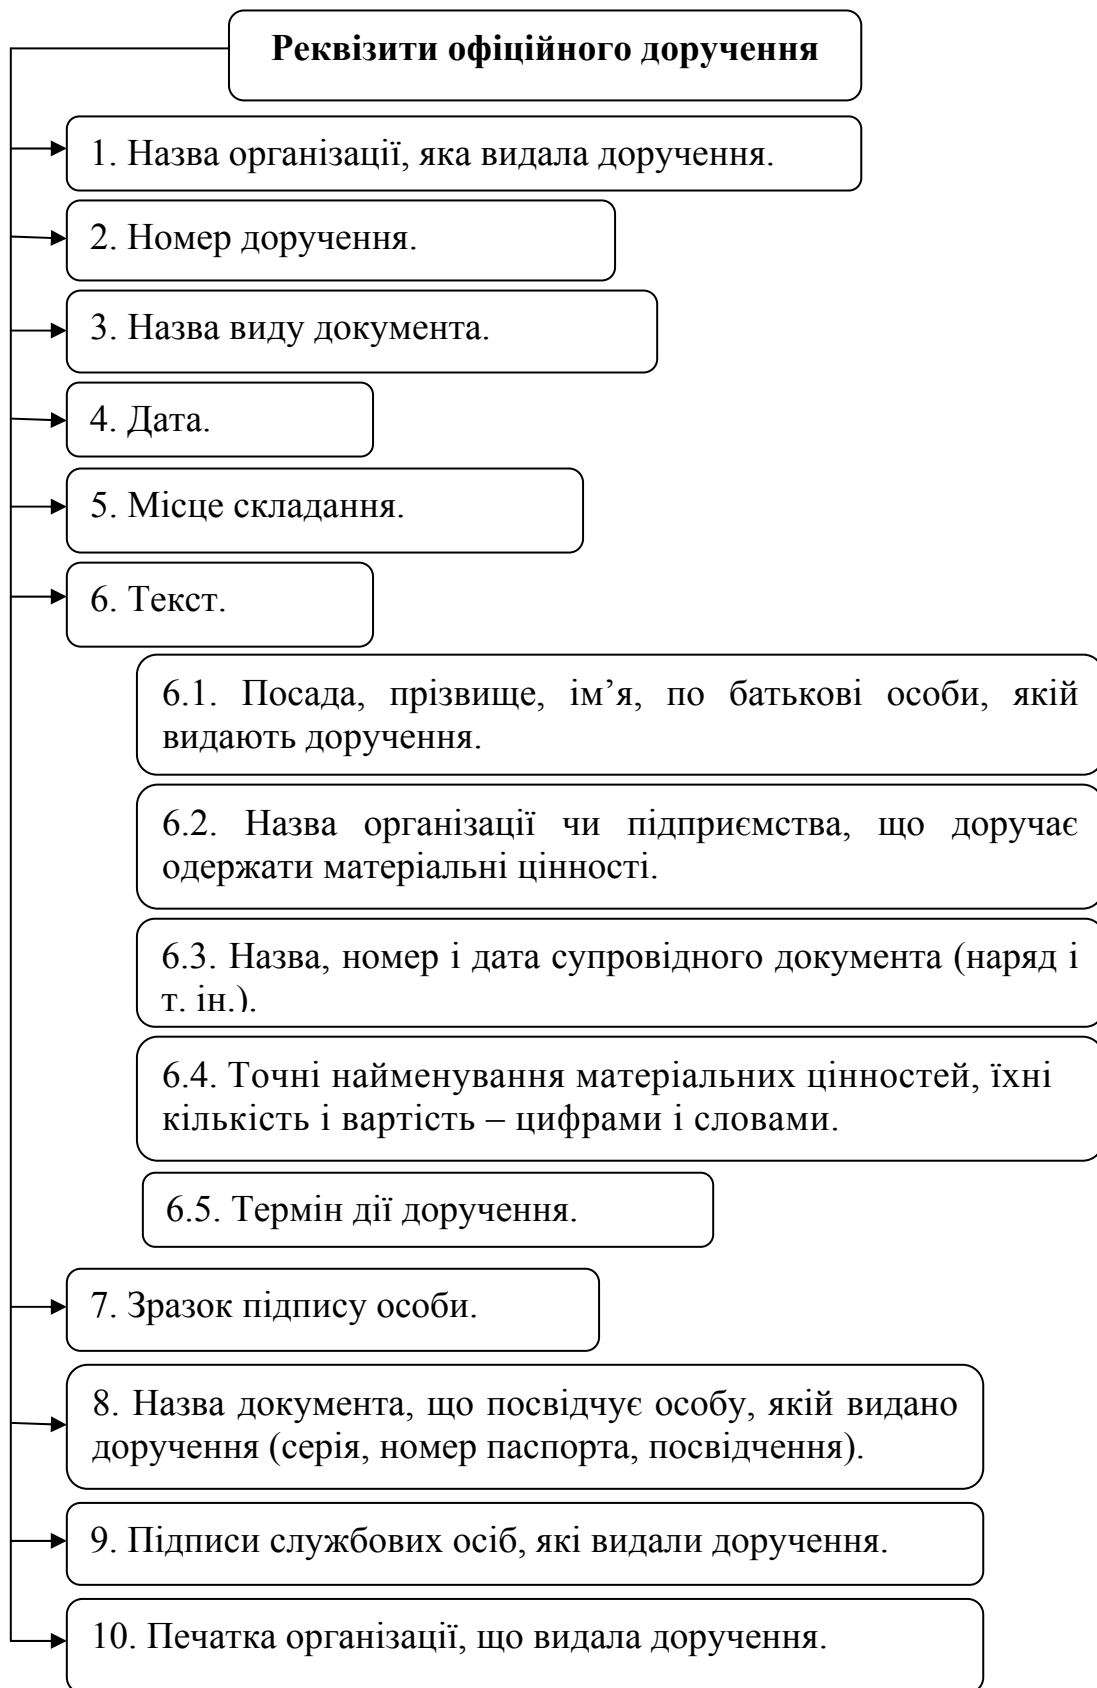 Реквізити офіційного доручення
1. Назва організації, яка видала доручення.
2. Номер доручення.
3. Назва виду документа.
4. Дата.
5. Місце складання.
6. Текст.
6.1. Посада, прізвище, ім’я, по батькові особи, якій
видають доручення.
6.2. Назва організації чи підприємства, що доручає
одержати матеріальні цінності.
6.3. Назва, номер і дата супровідного документа (наряд і
т. ін.).
6.4. Точні найменування матеріальних цінностей, їхні
кількість і вартість – цифрами і словами.
6.5. Термін дії доручення.
7. Зразок підпису особи.
8. Назва документа, що посвідчує особу, якій видано
доручення (серія, номер паспорта, посвідчення).
9. Підписи службових осіб, які видали доручення.
10. Печатка організації, що видала доручення.